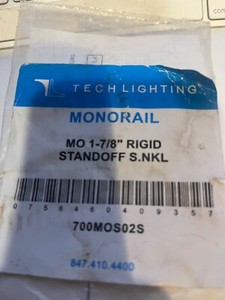 TECH LIGHTING
MONORAIL
MO 1-7/8" RIGID
STANDOFF S.NKL
0 7 5 6 4 6 0 4 0 9 3 5 7
700MOS02S
847.410.4400